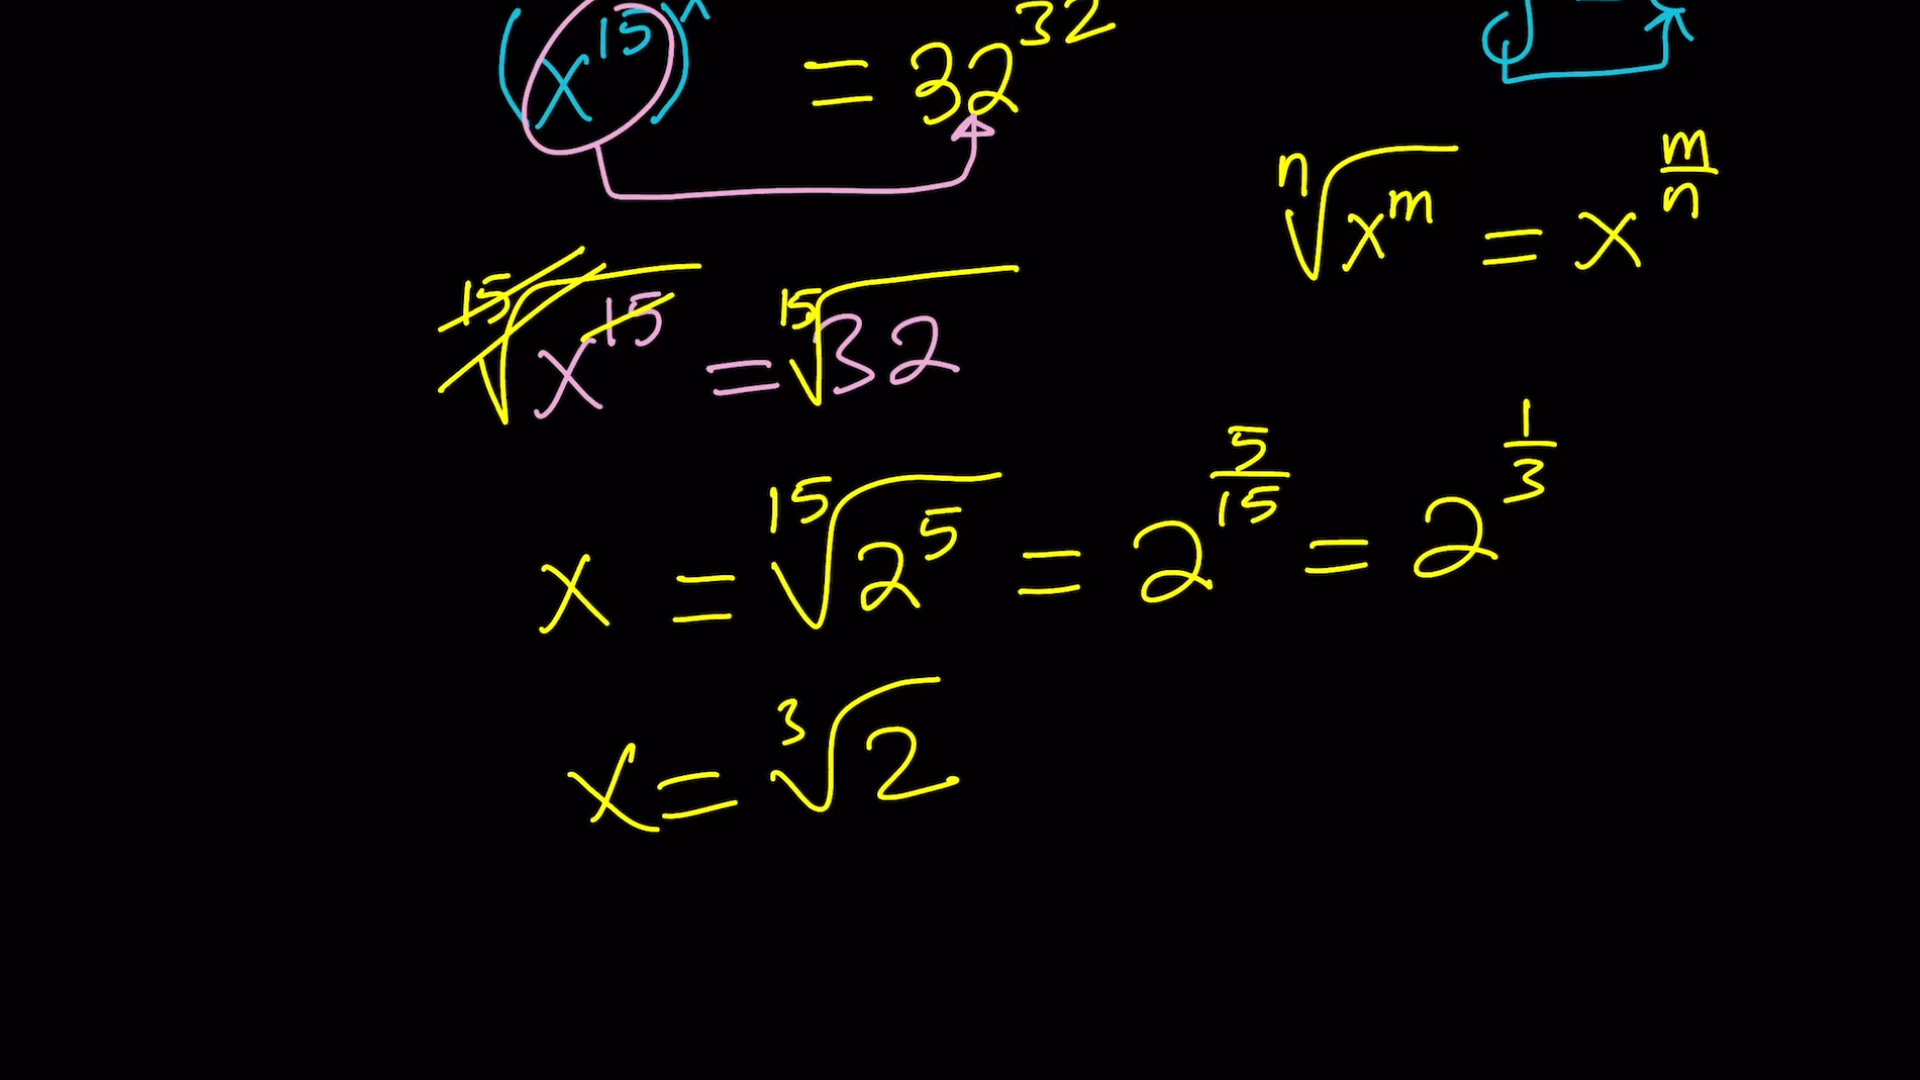 (x^15) = 32^32
ⁿ√(x^m) = x^(m/n)
¹⁵√(x^15) = ¹⁵√32
x = ¹⁵√(2^5) = 2^(5/15) = 2^(1/3)
x = ³√2